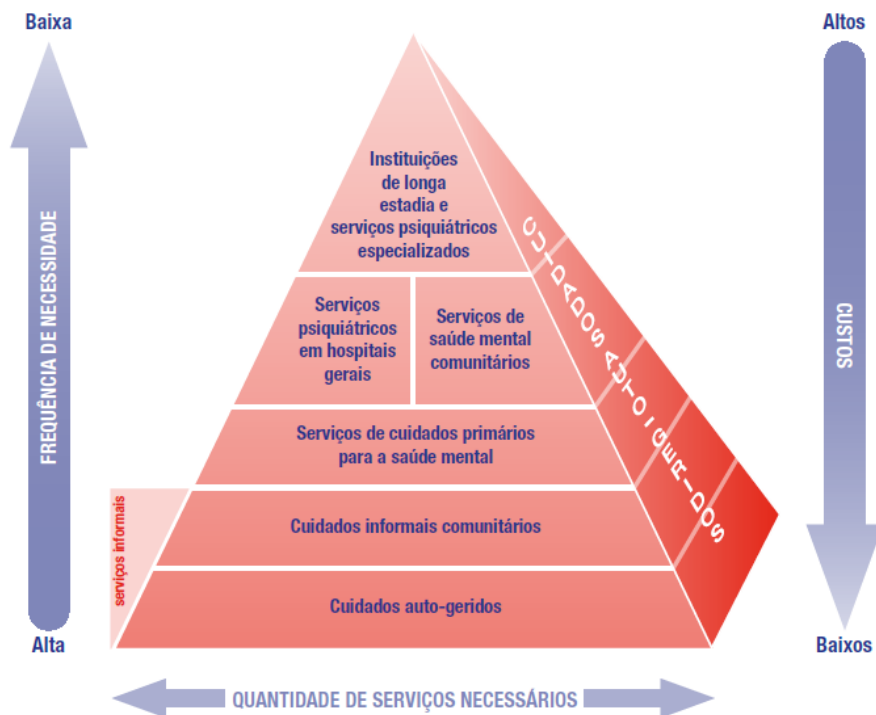 Baixa
Altos
FREQUÊNCIA DE NECESSIDADE
CUSTOS
Instituições
de longa
estadia e
serviços psiquiátricos
especializados
Serviços
psiquiátricos
em hospitais
gerais
Serviços de
saúde mental
comunitários
CUIDADOS AUTOIGERIDOS
Serviços de cuidados primários
para a saúde mental
serviços informais
Cuidados informais comunitários
Cuidados auto-geridos
Alta
Baixos
QUANTIDADE DE SERVIÇOS NECESSÁRIOS